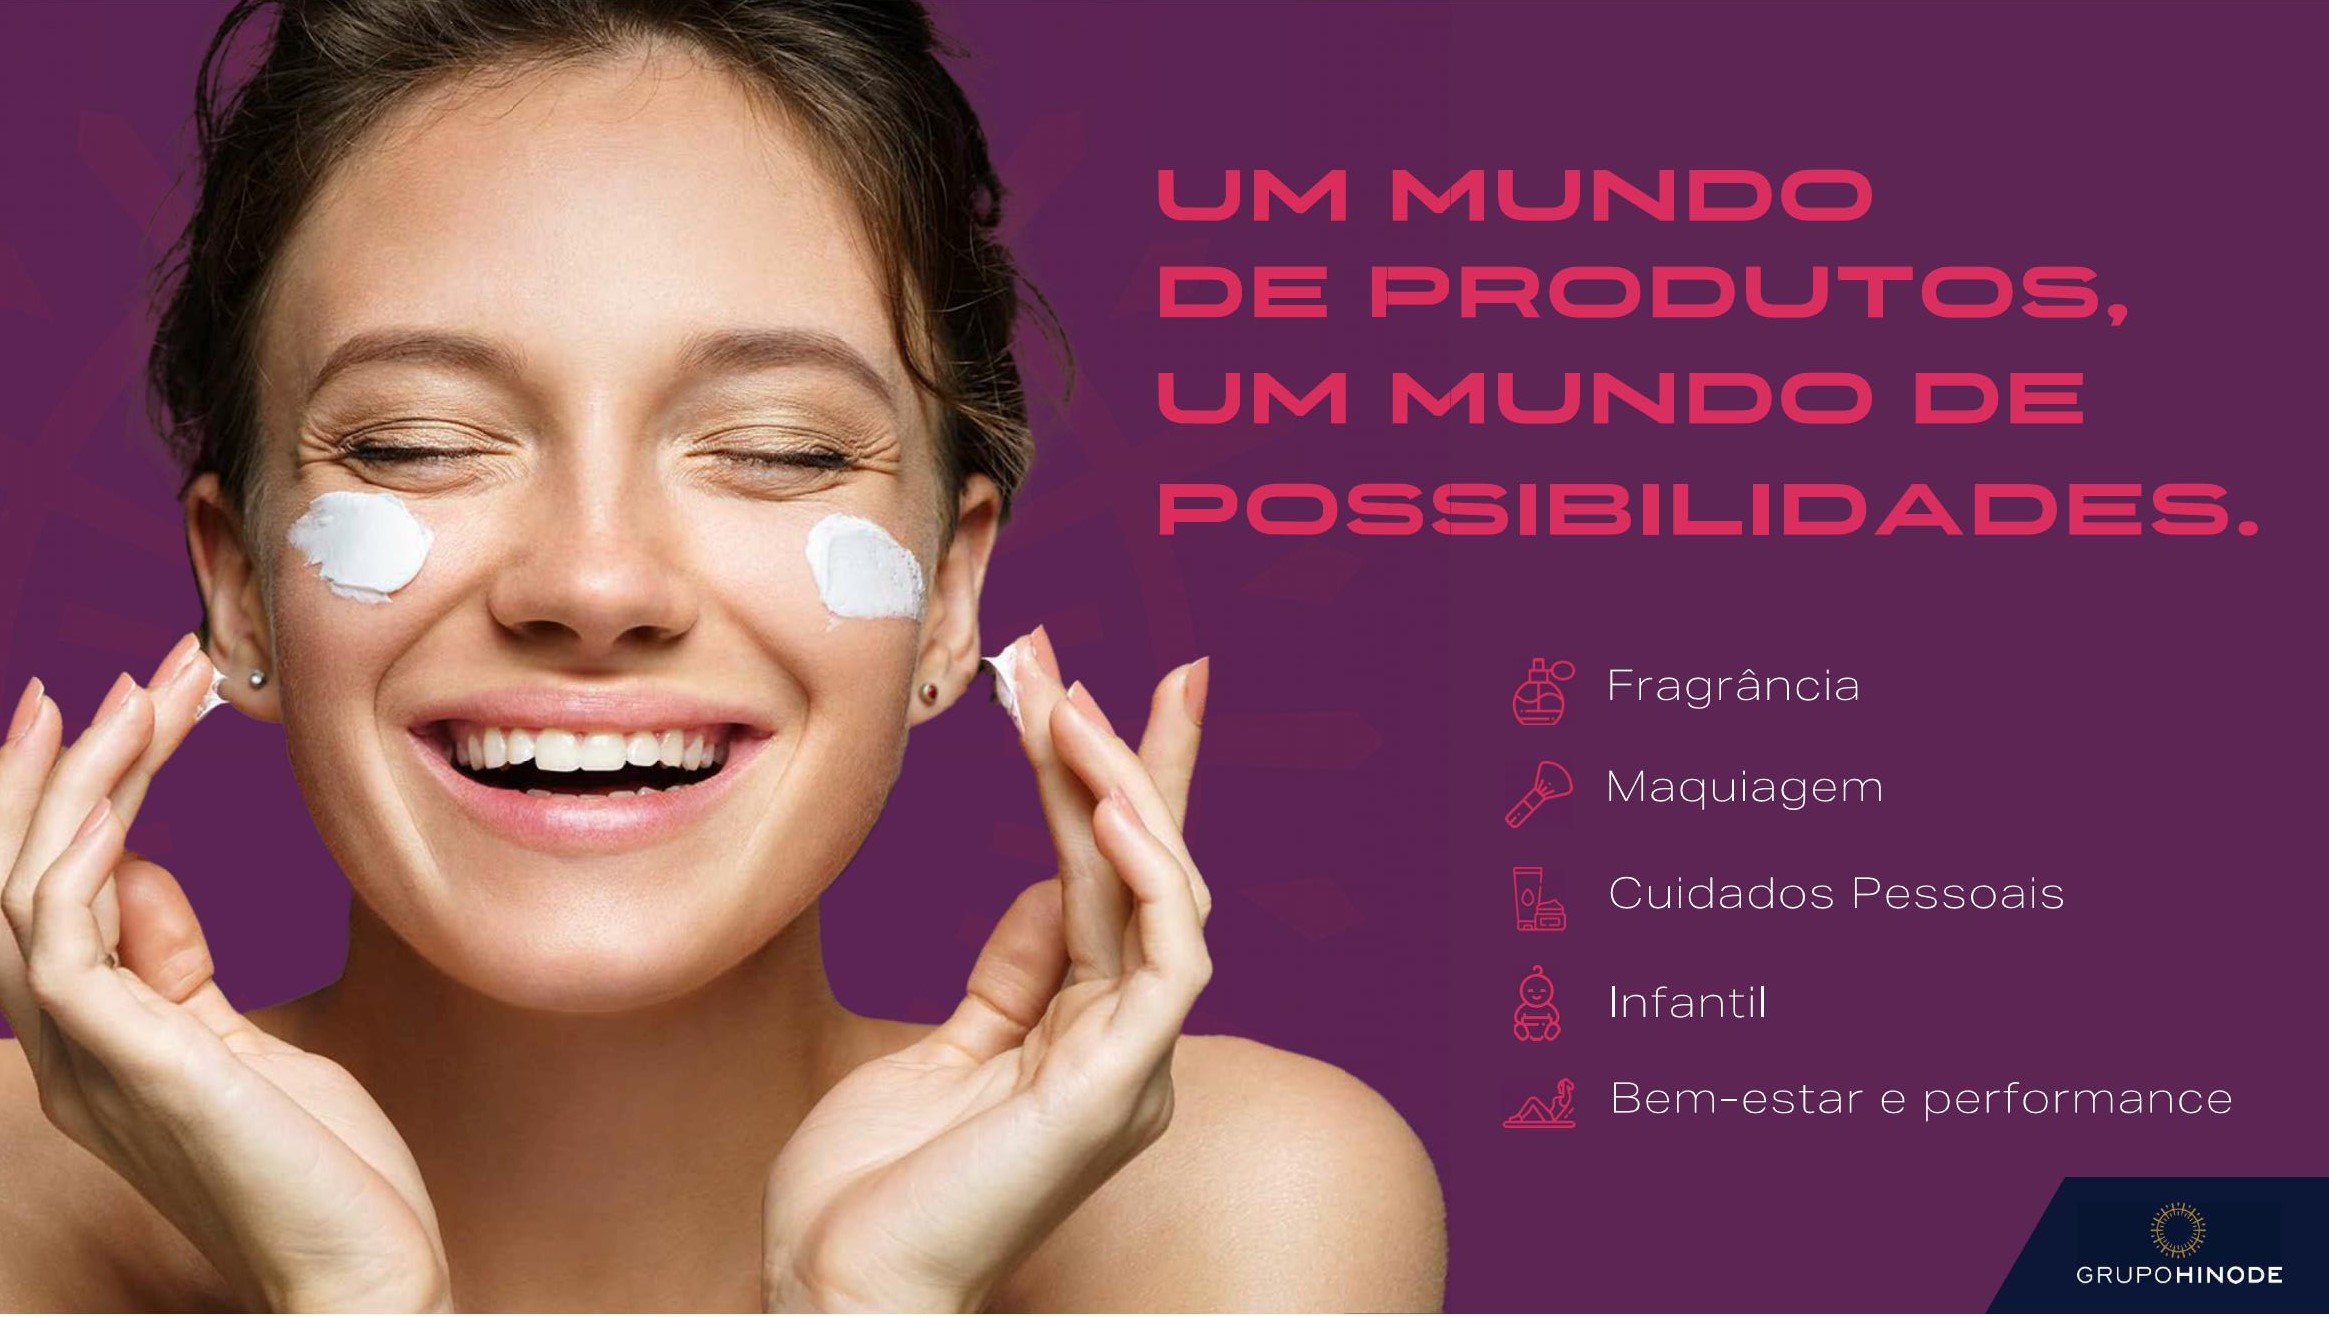 UM MUNDO
DE PRODUTOS,
UM MUNDO DE
POSSIBILIDADES.
Fragrância
Maquiagem
Cuidados Pessoais
Infantil
Bem-estar e performance
GRUPOHINODE